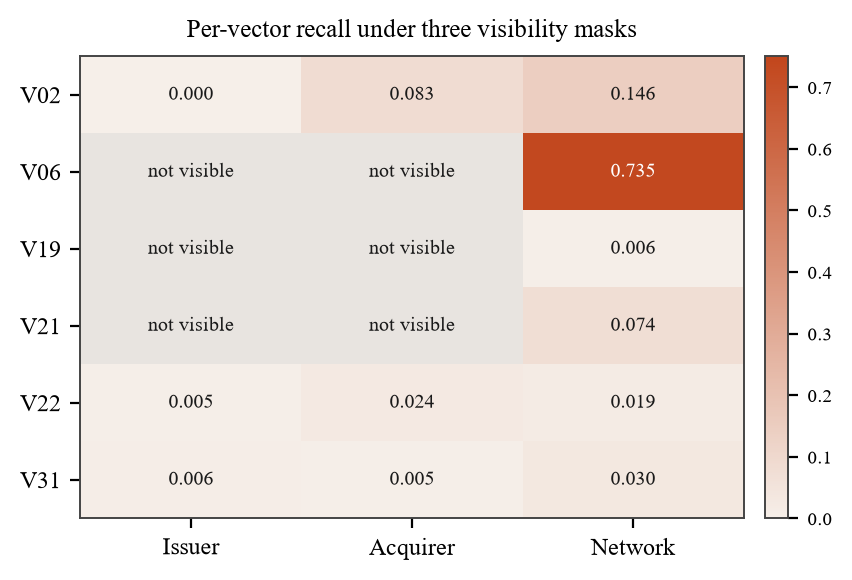 Per-vector recall under three visibility masks
V02 0.000 0.083 0.146
V06 not visible not visible 0.735
V19 not visible not visible 0.006
V21 not visible not visible 0.074
V22 0.005 0.024 0.019
V31 0.006 0.005 0.030
Issuer Acquirer Network
0.7
0.6
0.5
0.4
0.3
0.2
0.1
0.0